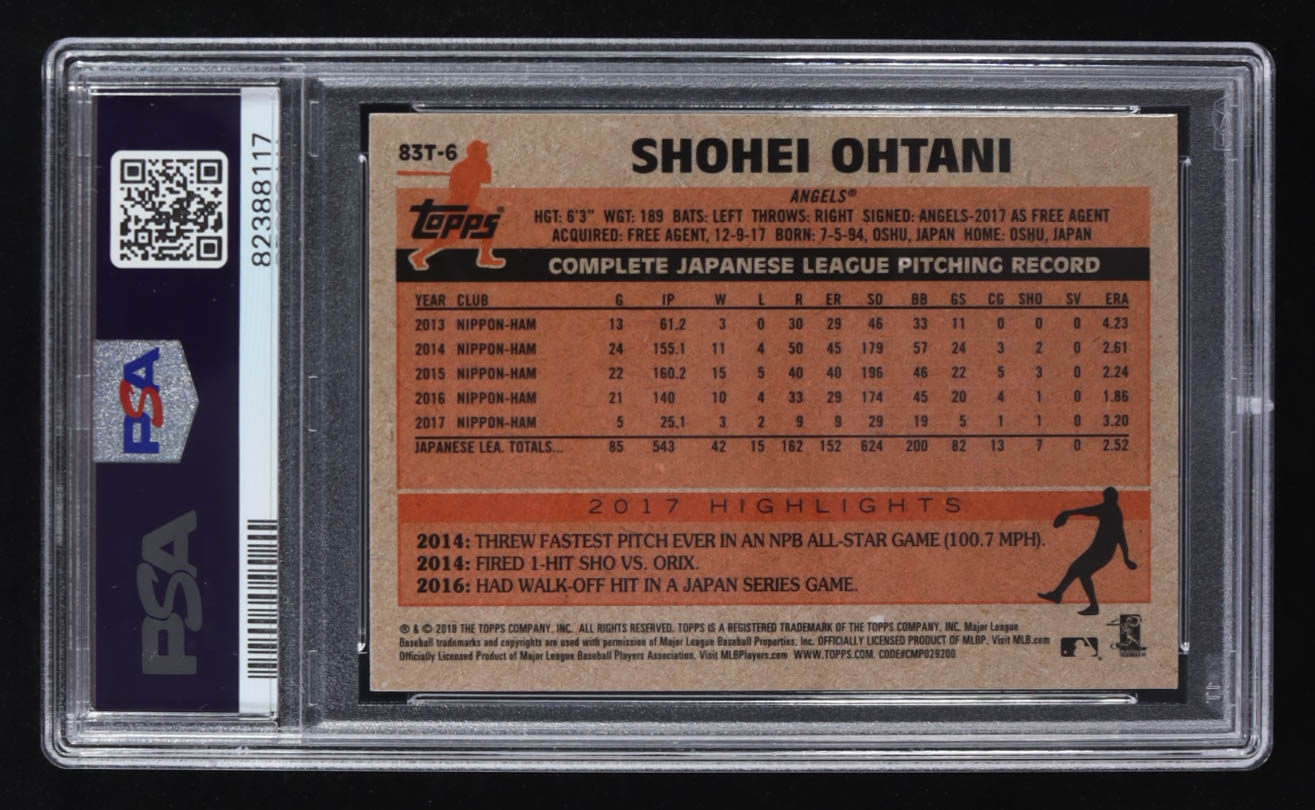 82388117
PSA
PSA
83T-6
SHOHEI OHTANI
ANGELS®
Topps®
HGT: 6'3" WGT: 189 BATS: LEFT THROWS: RIGHT SIGNED: ANGELS-2017 AS FREE AGENT
ACQUIRED: FREE AGENT, 12-9-17 BORN: 7-5-94, OSHU, JAPAN HOME: OSHU, JAPAN
COMPLETE JAPANESE LEAGUE PITCHING RECORD
YEAR CLUB G IP W L R ER SO BB GS CG SHO SV ERA
2013 NIPPON-HAM 13 61.2 3 0 30 29 46 33 11 0 0 0 4.23
2014 NIPPON-HAM 24 155.1 11 4 50 45 179 57 24 3 2 0 2.61
2015 NIPPON-HAM 22 160.2 15 5 40 40 196 46 22 5 3 0 2.24
2016 NIPPON-HAM 21 140 10 4 33 29 174 45 20 4 1 0 1.86
2017 NIPPON-HAM 5 25.1 3 2 9 9 29 19 5 1 1 0 3.20
JAPANESE LEA. TOTALS... 85 543 42 15 162 152 624 200 82 13 7 0 2.52
2017 HIGHLIGHTS
2014: THREW FASTEST PITCH EVER IN AN NPB ALL-STAR GAME (100.7 MPH).
2014: FIRED 1-HIT SHO VS. ORIX.
2016: HAD WALK-OFF HIT IN A JAPAN SERIES GAME.
® & © 2018 THE TOPPS COMPANY, INC. ALL RIGHTS RESERVED. TOPPS IS A REGISTERED TRADEMARK OF THE TOPPS COMPANY, INC. Major League
Baseball trademarks and copyrights are used with permission of Major League Baseball Properties, Inc. OFFICIALLY LICENSED PRODUCT OF MLBP. Visit MLB.com
Officially Licensed Product of Major League Baseball Players Association. Visit MLBPlayers.com WWW.TOPPS.COM. CODE#CMP029200